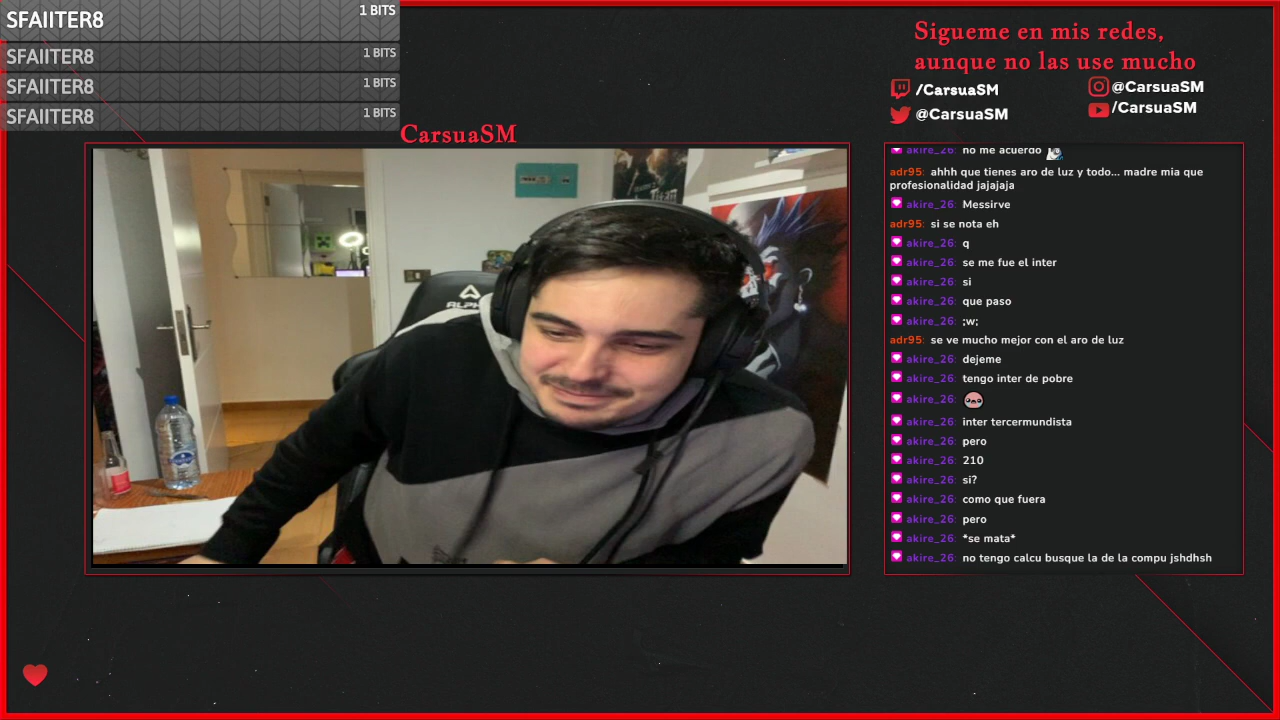 SFAIITER8 1 BITS
SFAIITER8 1 BITS
SFAIITER8 1 BITS
SFAIITER8 1 BITS
CarsuaSM
Sigueme en mis redes,
aunque no las use mucho
/CarsuaSM @CarsuaSM
@CarsuaSM /CarsuaSM
akire_26: no me acuerdo
adr95: ahhh que tienes aro de luz y todo... madre mia que
profesionalidad jajajaja
akire_26: Messirve
adr95: si se nota eh
akire_26: q
akire_26: se me fue el inter
akire_26: si
akire_26: que paso
akire_26: ;w;
adr95: se ve mucho mejor con el aro de luz
akire_26: dejeme
akire_26: tengo inter de pobre
akire_26:
akire_26: inter tercermundista
akire_26: pero
akire_26: 210
akire_26: si?
akire_26: como que fuera
akire_26: pero
akire_26: *se mata*
akire_26: no tengo calcu busque la de la compu jshdhsh